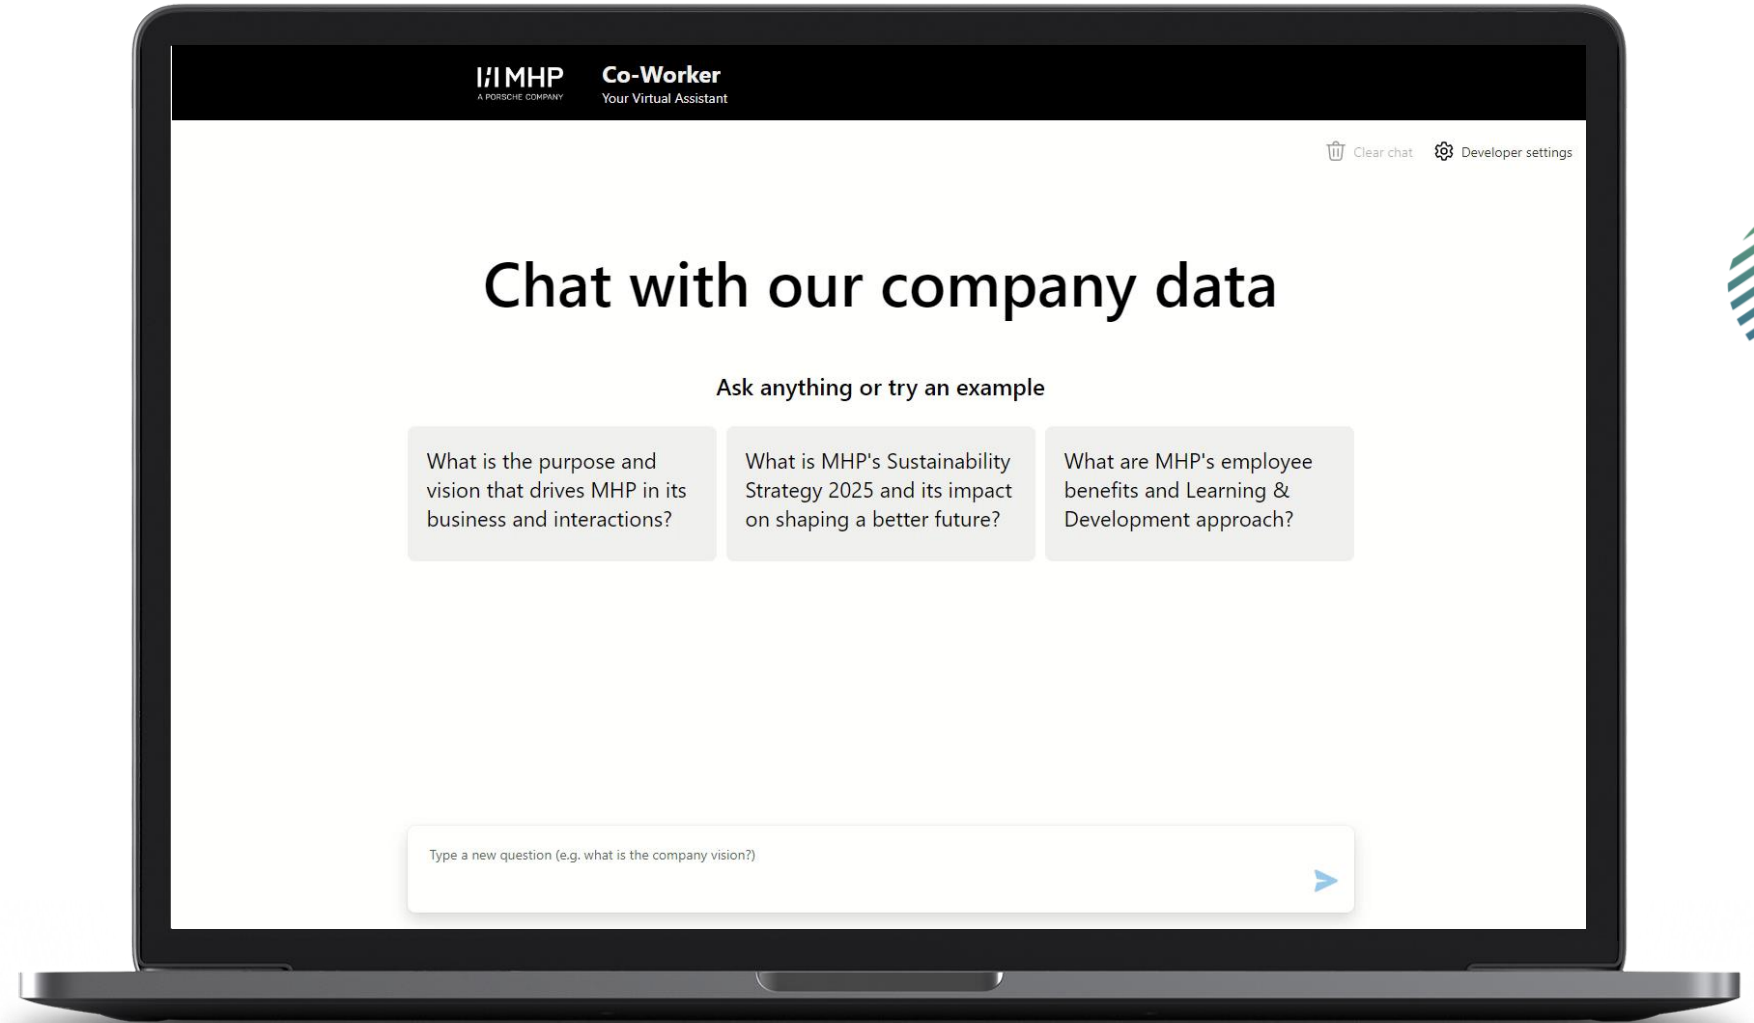 MHP
A PORSCHE COMPANY
Co-Worker
Your Virtual Assistant
Clear chat
Developer settings
Chat with our company data
Ask anything or try an example
What is the purpose and
vision that drives MHP in its
business and interactions?
What is MHP's Sustainability
Strategy 2025 and its impact
on shaping a better future?
What are MHP's employee
benefits and Learning &
Development approach?
Type a new question (e.g. what is the company vision?)